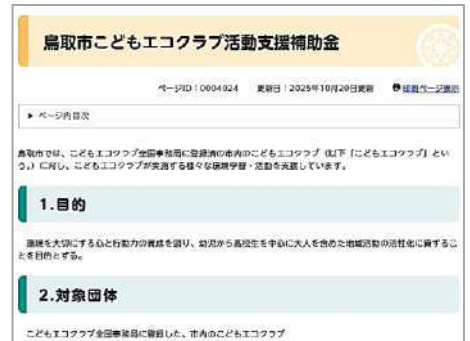 鳥取市こどもエコクラブ活動支援補助金
ページID：0004024 更新日：2025年10月20日更新 印刷ページ表示
▶ ページ内目次
鳥取市では、こどもエコクラブ全国事務局に登録済の市内のこどもエコクラブ（以下「こどもエコクラブ」とい
う。）に対し、こどもエコクラブが実施する様々な環境学習・活動を支援しています。
1.目的
環境を大切にする心と行動力の育成を図り、幼児から高校生を中心に大人を含めた地域活動の活性化に資するこ
とを目的とする。
2.対象団体
こどもエコクラブ全国事務局に登録した、市内のこどもエコクラブ